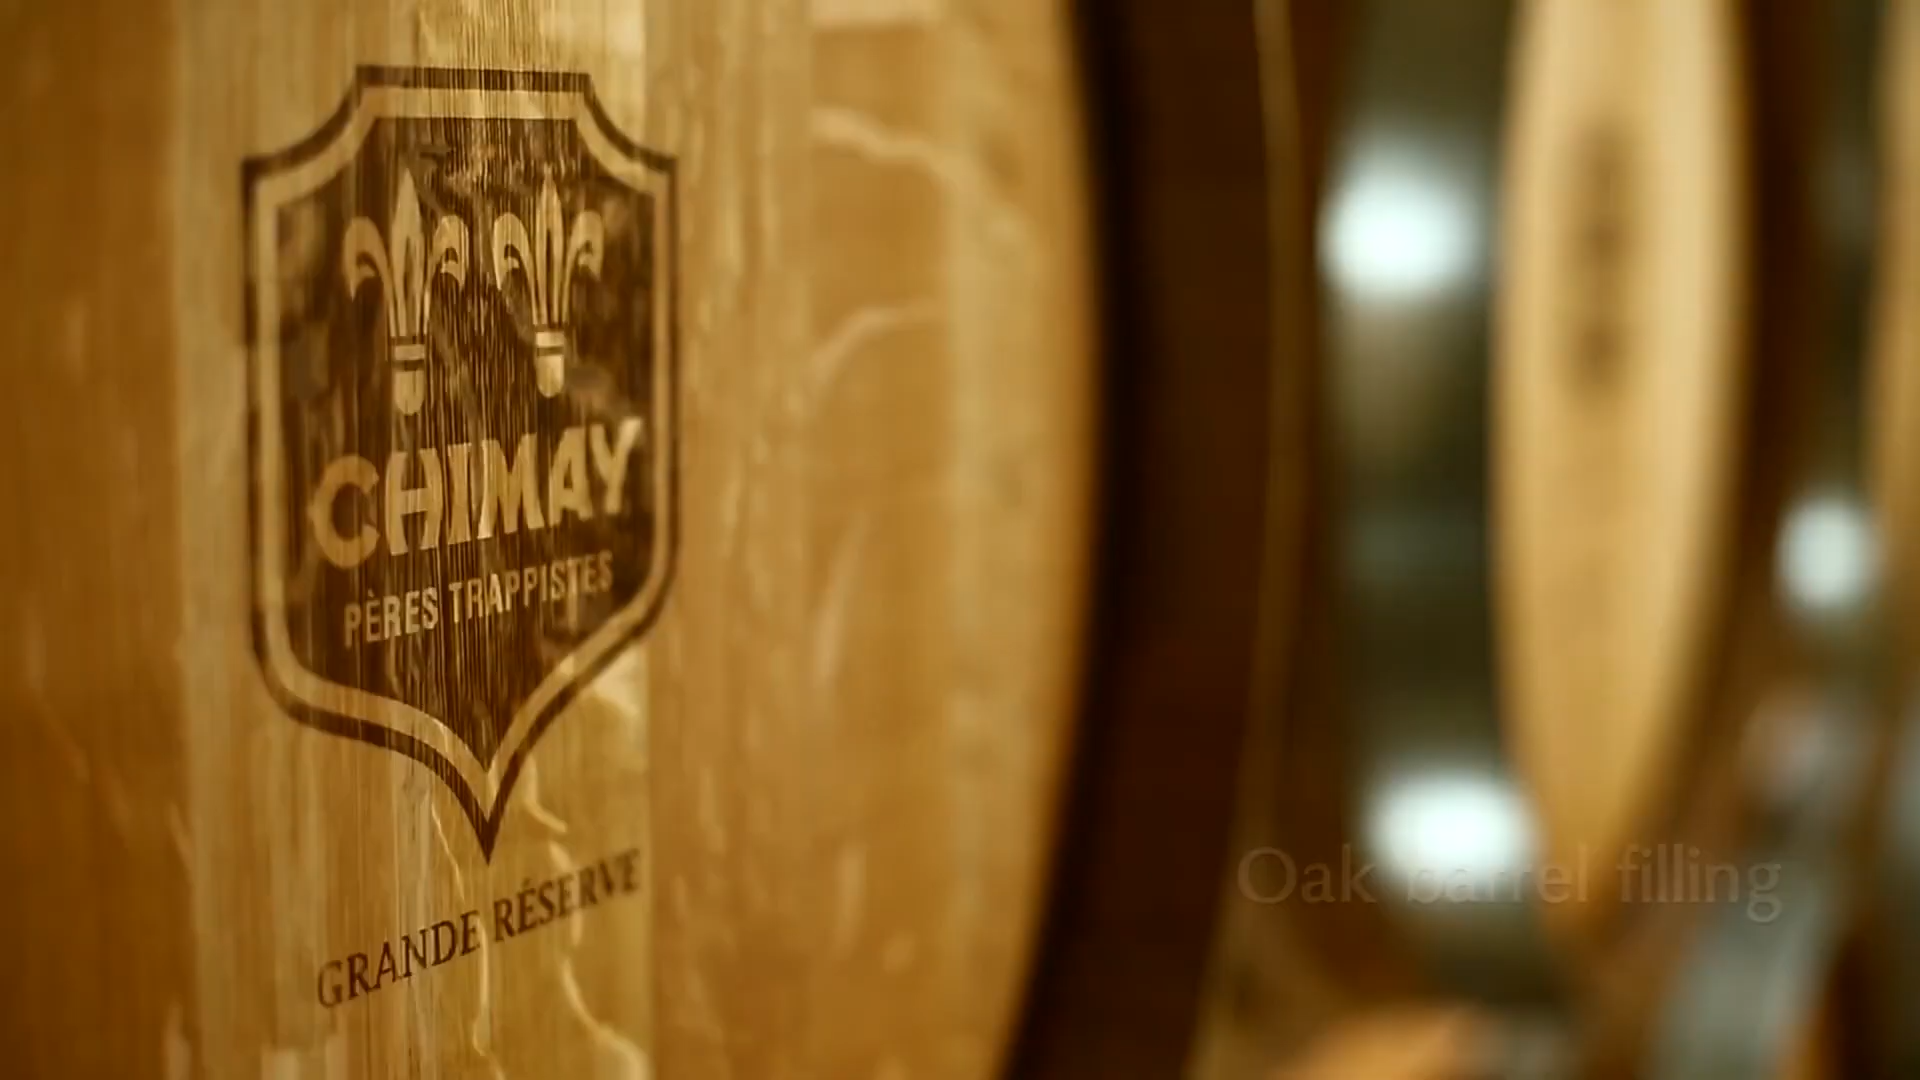 CHIMAY
PÈRES TRAPPISTES
GRANDE RÉSERVE
Oak barrel filling